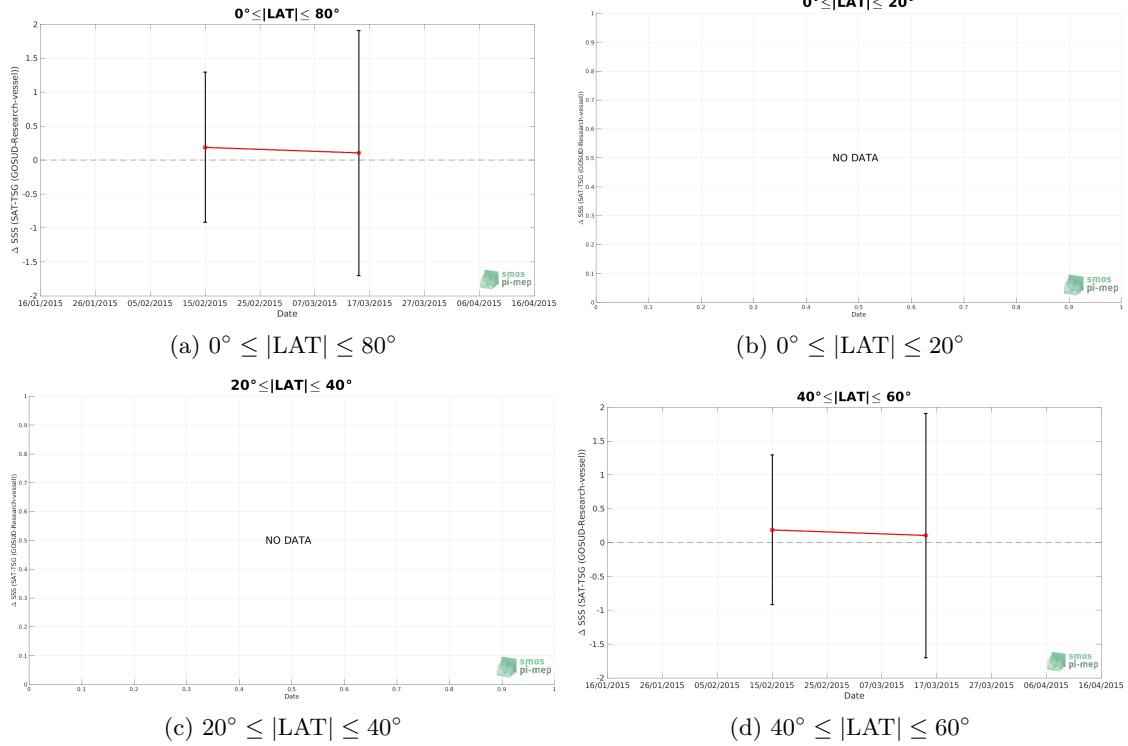 0°≤|LAT|≤ 80°
2
1.5
1
0.5
0
-0.5
-1
-1.5
-2
Δ SSS (SAT-TSG (GOSUD-Research-vessel))
16/01/2015 26/01/2015 05/02/2015 15/02/2015 25/02/2015 07/03/2015 17/03/2015 27/03/2015 06/04/2015 16/04/2015
Date
smos
pi-mep
(a) 0° ≤ |LAT| ≤ 80°
0°≤|LAT|≤ 20°
1
0.9
0.8
0.7
0.6
0.5
0.4
0.3
0.2
0.1
0
Δ SSS (SAT-TSG (GOSUD-Research-vessel))
NO DATA
0 0.1 0.2 0.3 0.4 0.5 0.6 0.7 0.8 0.9 1
Date
smos
pi-mep
(b) 0° ≤ |LAT| ≤ 20°
20°≤|LAT|≤ 40°
1
0.9
0.8
0.7
0.6
0.5
0.4
0.3
0.2
0.1
0
Δ SSS (SAT-TSG (GOSUD-Research-vessel))
NO DATA
0 0.1 0.2 0.3 0.4 0.5 0.6 0.7 0.8 0.9 1
Date
smos
pi-mep
(c) 20° ≤ |LAT| ≤ 40°
40°≤|LAT|≤ 60°
2
1.5
1
0.5
0
-0.5
-1
-1.5
-2
Δ SSS (SAT-TSG (GOSUD-Research-vessel))
16/01/2015 26/01/2015 05/02/2015 15/02/2015 25/02/2015 07/03/2015 17/03/2015 27/03/2015 06/04/2015 16/04/2015
Date
smos
pi-mep
(d) 40° ≤ |LAT| ≤ 60°